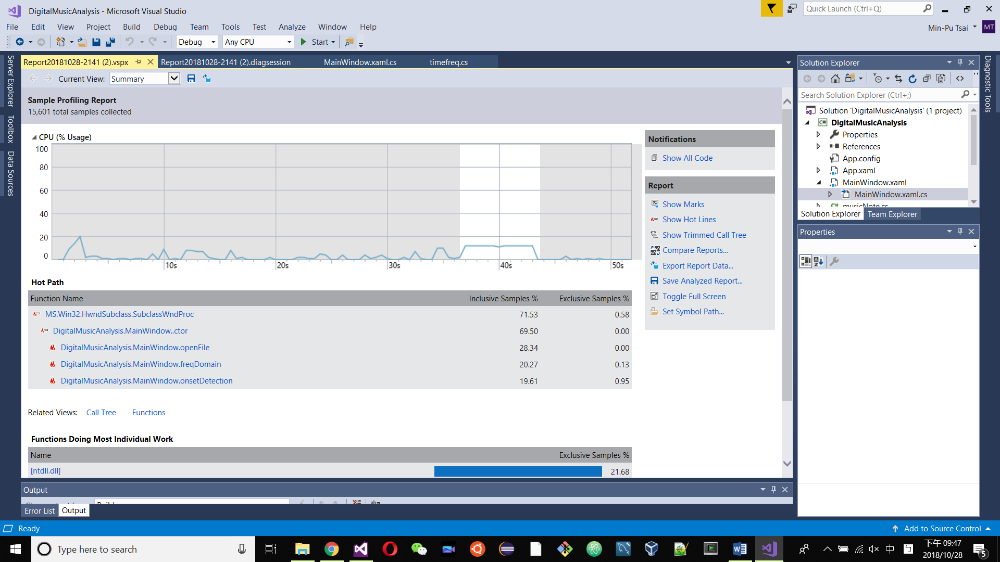 DigitalMusicAnalysis - Microsoft Visual Studio
Quick Launch (Ctrl+Q)
File Edit View Project Build Debug Team Tools Test Analyze Window Help
Min-Pu Tsai MT
Debug Any CPU Start
Server Explorer
Toolbox
Data Sources
Report20181028-2141 (2).vspx Report20181028-2141 (2).diagsession MainWindow.xaml.cs timefreq.cs
Current View: Summary
Sample Profiling Report
15,601 total samples collected
CPU (% Usage)
100
80
60
40
20
0
10s 20s 30s 40s 50s
Hot Path
Function Name Inclusive Samples % Exclusive Samples %
MS.Win32.HwndSubclass.SubclassWndProc 71.53 0.58
DigitalMusicAnalysis.MainWindow..ctor 69.50 0.00
DigitalMusicAnalysis.MainWindow.openFile 28.34 0.00
DigitalMusicAnalysis.MainWindow.freqDomain 20.27 0.13
DigitalMusicAnalysis.MainWindow.onsetDetection 19.61 0.95
Related Views: Call Tree Functions
Functions Doing Most Individual Work
Name Exclusive Samples %
[ntdll.dll] 21.68
Notifications
Show All Code
Report
Show Marks
Show Hot Lines
Show Trimmed Call Tree
Compare Reports...
Export Report Data...
Save Analyzed Report...
Toggle Full Screen
Set Symbol Path...
Solution Explorer
Search Solution Explorer (Ctrl+;)
Solution 'DigitalMusicAnalysis' (1 project)
C# DigitalMusicAnalysis
Properties
References
App.config
App.xaml
MainWindow.xaml
MainWindow.xaml.cs
musicNote.cs
Solution Explorer Team Explorer
Properties
Diagnostic Tools
Output
Error List Output
Ready
Add to Source Control
Type here to search
中
下午 09:47
2018/10/28
5